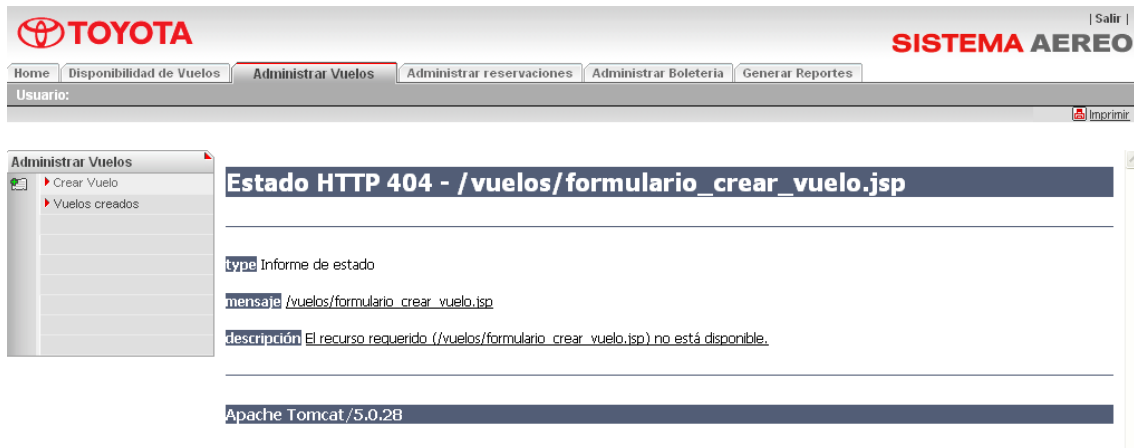 | Salir |
TOYOTA
SISTEMA AEREO
Home Disponibilidad de Vuelos Administrar Vuelos Administrar reservaciones Administrar Boleteria Generar Reportes
Usuario:
Imprimir
Administrar Vuelos
Crear Vuelo
Vuelos creados
Estado HTTP 404 - /vuelos/formulario_crear_vuelo.jsp
type Informe de estado
mensaje /vuelos/formulario_crear_vuelo.jsp
descripción El recurso requerido (/vuelos/formulario_crear_vuelo.jsp) no está disponible.
Apache Tomcat/5.0.28